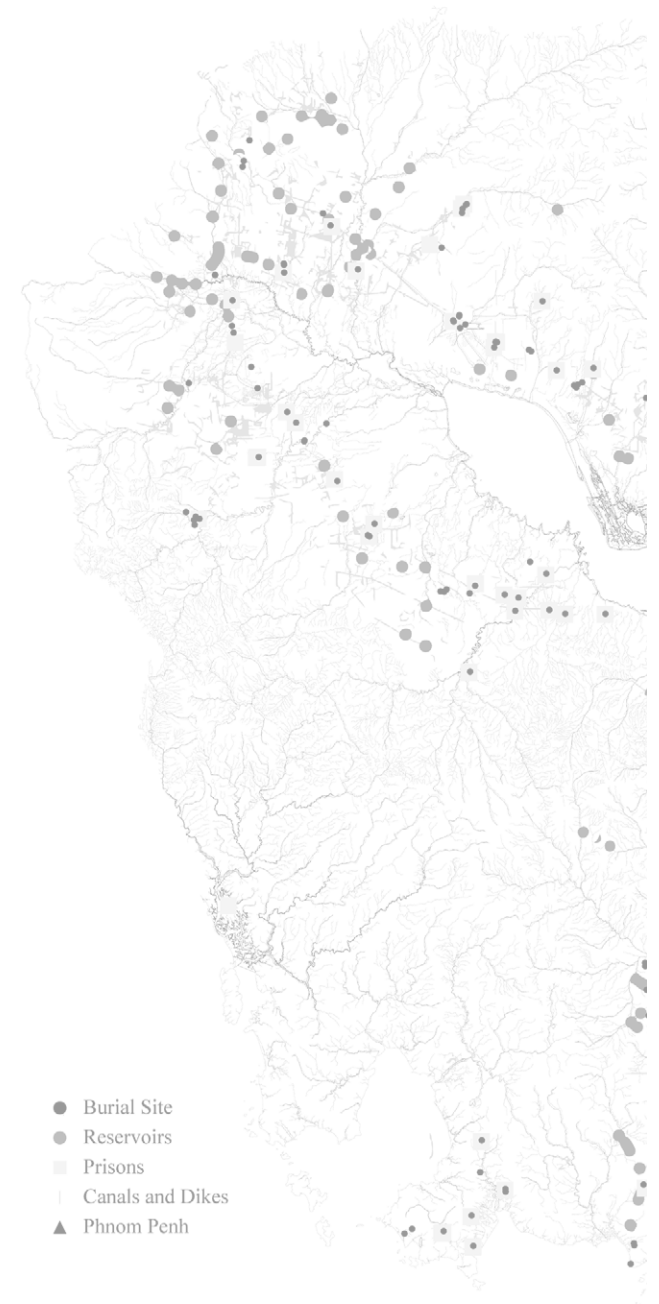 Burial Site
Reservoirs
Prisons
Canals and Dikes
Phnom Penh